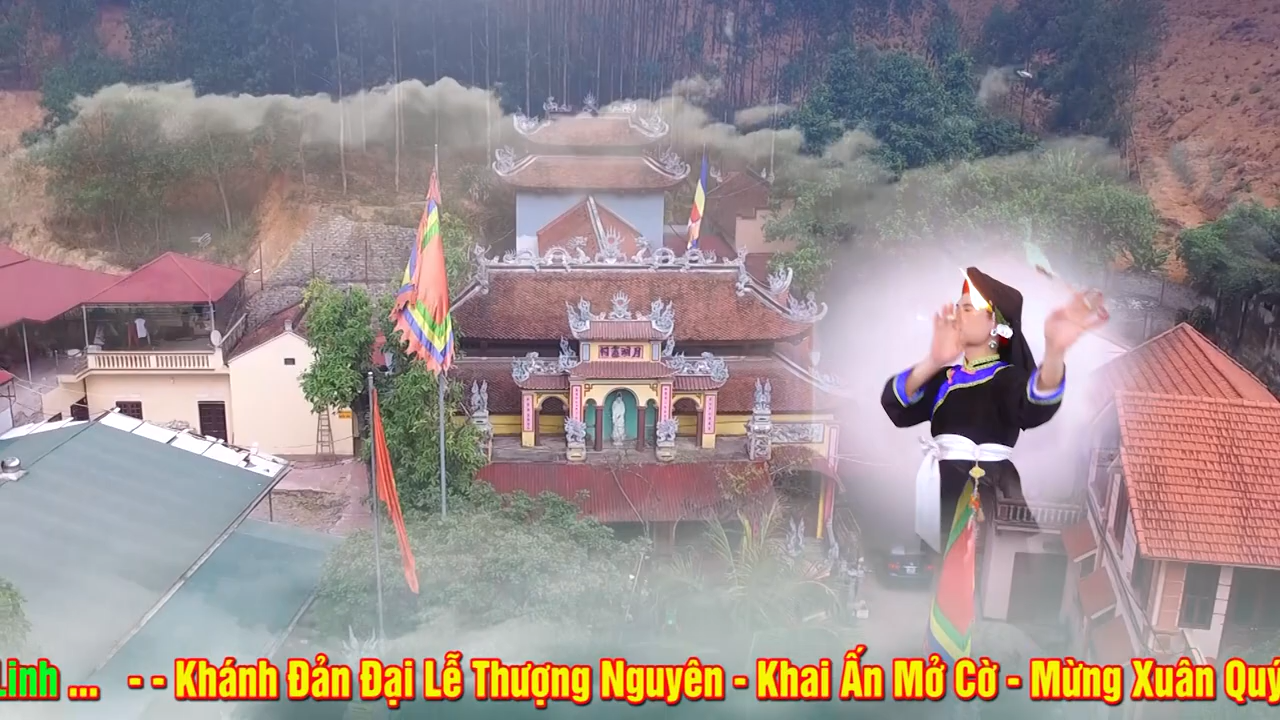 Linh ... - - Khánh Đản Đại Lễ Thượng Nguyên - Khai Ấn Mở Cờ - Mừng Xuân Quý